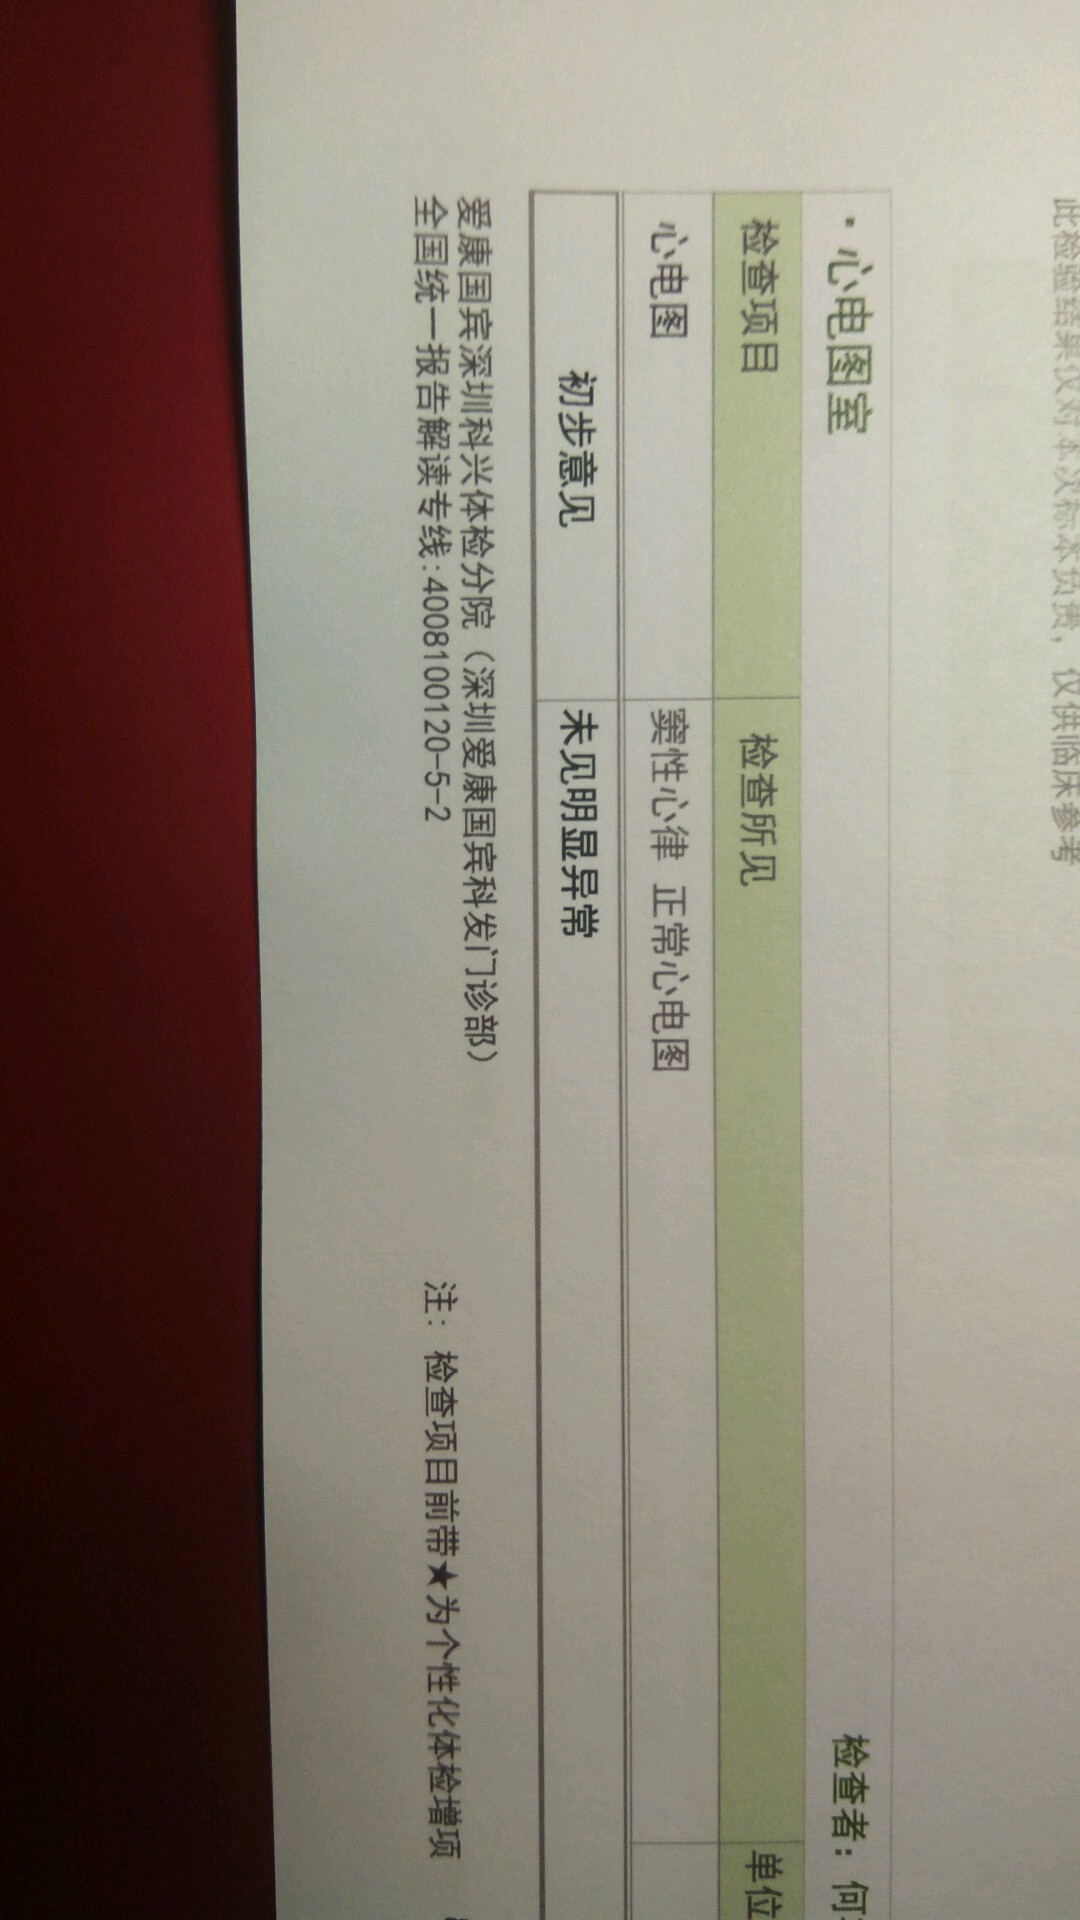 此检验结果仅对本次标本负责，仅供临床参考
·心电图室 检查者：何
检查项目 检查所见 单位
心电图 窦性心律 正常心电图
初步意见 未见明显异常
爱康国宾深圳科兴体检分院（深圳爱康国宾科发门诊部）
全国统一报告解读专线:4008100120-5-2
注：检查项目前带★为个性化体检增项